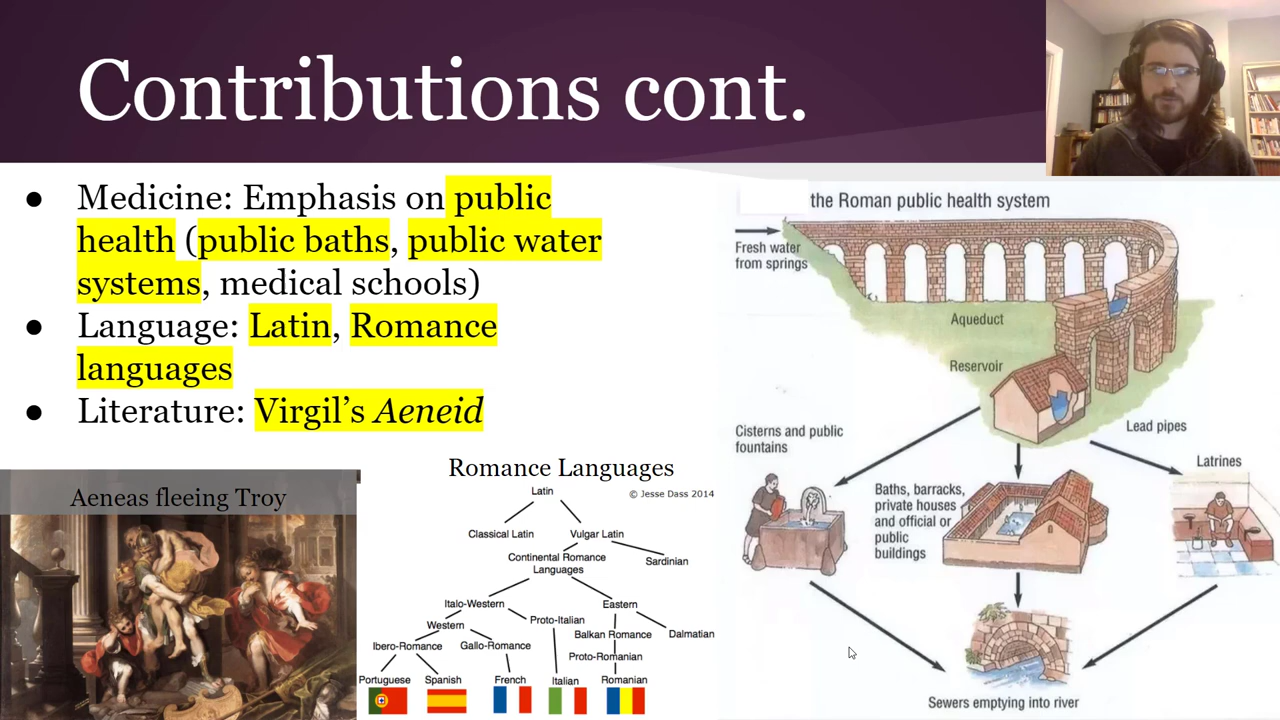 Contributions cont.
● Medicine: Emphasis on public
health (public baths, public water
systems, medical schools)
● Language: Latin, Romance
languages
● Literature: Virgil’s Aeneid
Aeneas fleeing Troy
Romance Languages
© Jesse Dass 2014
Latin
Classical Latin
Vulgar Latin
Continental Romance
Languages
Sardinian
Italo-Western
Eastern
Western
Proto-Italian
Balkan Romance
Dalmatian
Ibero-Romance
Gallo-Romance
Proto-Romanian
Portuguese
Spanish
French
Italian
Romanian
the Roman public health system
Fresh water
from springs
Aqueduct
Reservoir
Cisterns and public
fountains
Lead pipes
Latrines
Baths, barracks,
private houses
and official or
public
buildings
Sewers emptying into river